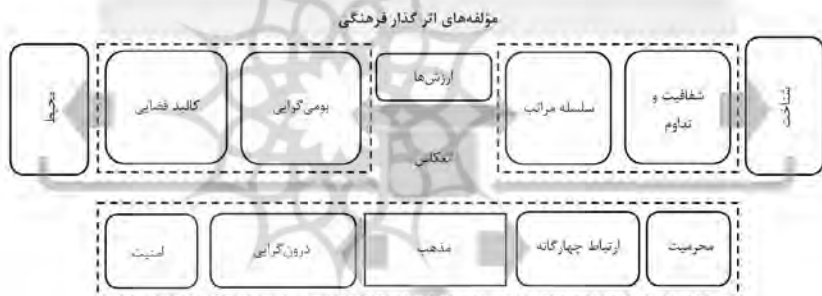 مؤلفه‌های اثر گذار فرهنگی
شناخت
شفافیت و
تداوم
سلسله مراتب
ارزش‌ها
انعکاس
بومی‌گرایی
کالبد فضایی
محیط
محرمیت
ارتباط چهارگانه
مذهب
درون‌گرایی
امنیت